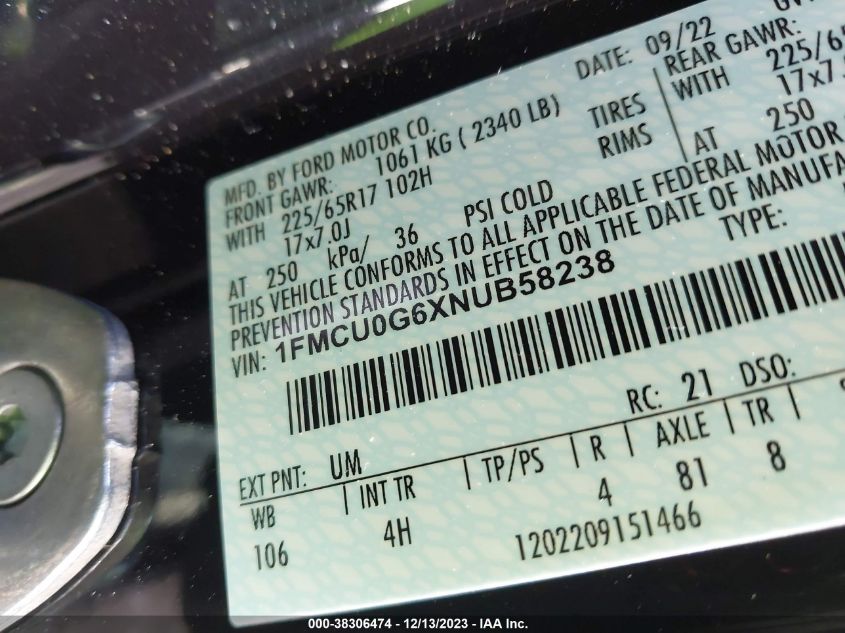 MFD. BY FORD MOTOR CO.
DATE: 09/22
FRONT GAWR: 1061 KG ( 2340 LB)
REAR GAWR:
WITH 225/65R17 102H
TIRES
WITH
17x7.0J
RIMS
AT 250 kPa/ 36 PSI COLD
AT 250
THIS VEHICLE CONFORMS TO ALL APPLICABLE FEDERAL MOTOR
PREVENTION STANDARDS IN EFFECT ON THE DATE OF
VIN: 1FMCU0G6XNUB58238
TYPE:
RC: 21 DSO:
EXT PNT: UM
WB INT TR TP/PS R AXLE TR
106 4H 4 81 8
1202209151466
000-38306474 - 12/13/2023 - IAA Inc.